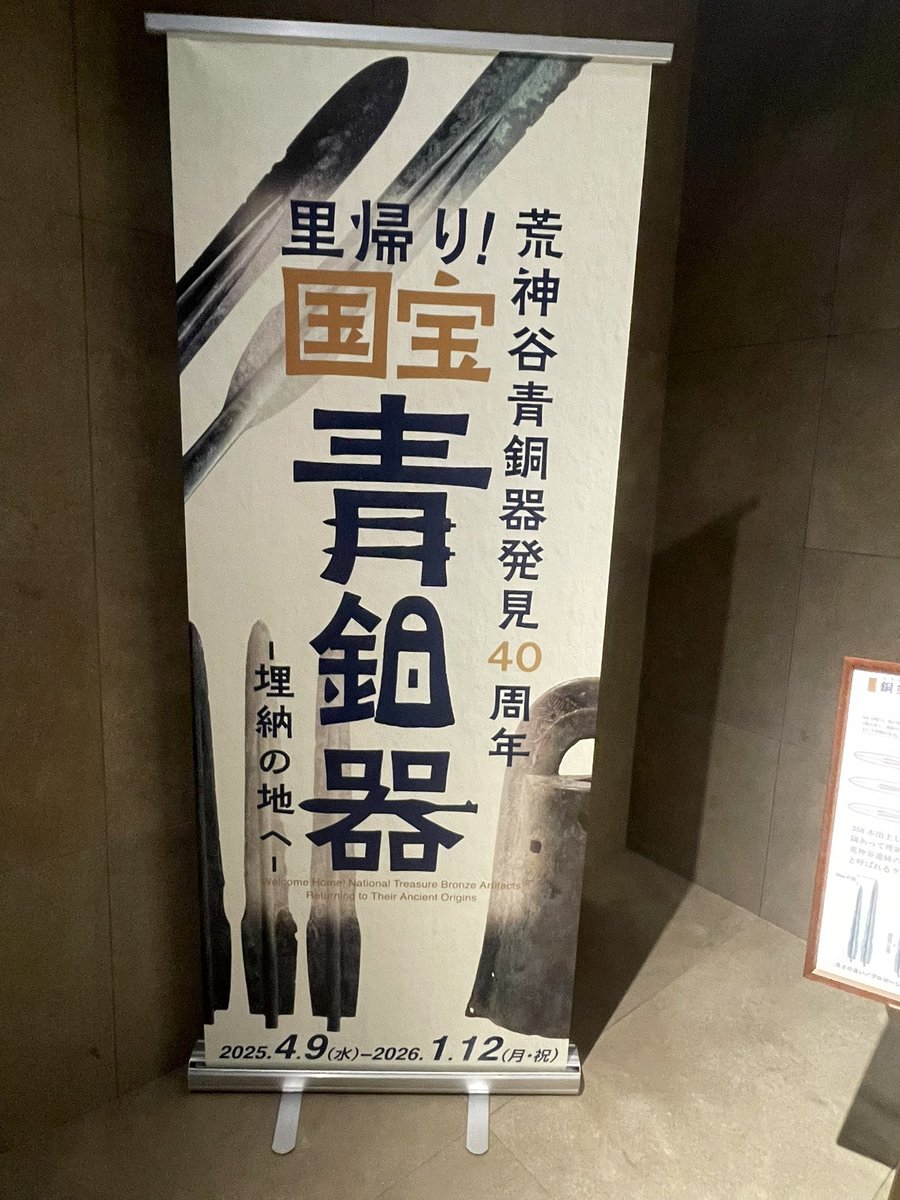 荒神谷青銅器発見40周年
里帰り!
国宝
青銅器
-埋納の地へ-
Welcome Home! National Treasure Bronze Artifacts
Returning to Their Ancient Origins
2025.4.9(水)-2026.1.12(月・祝)